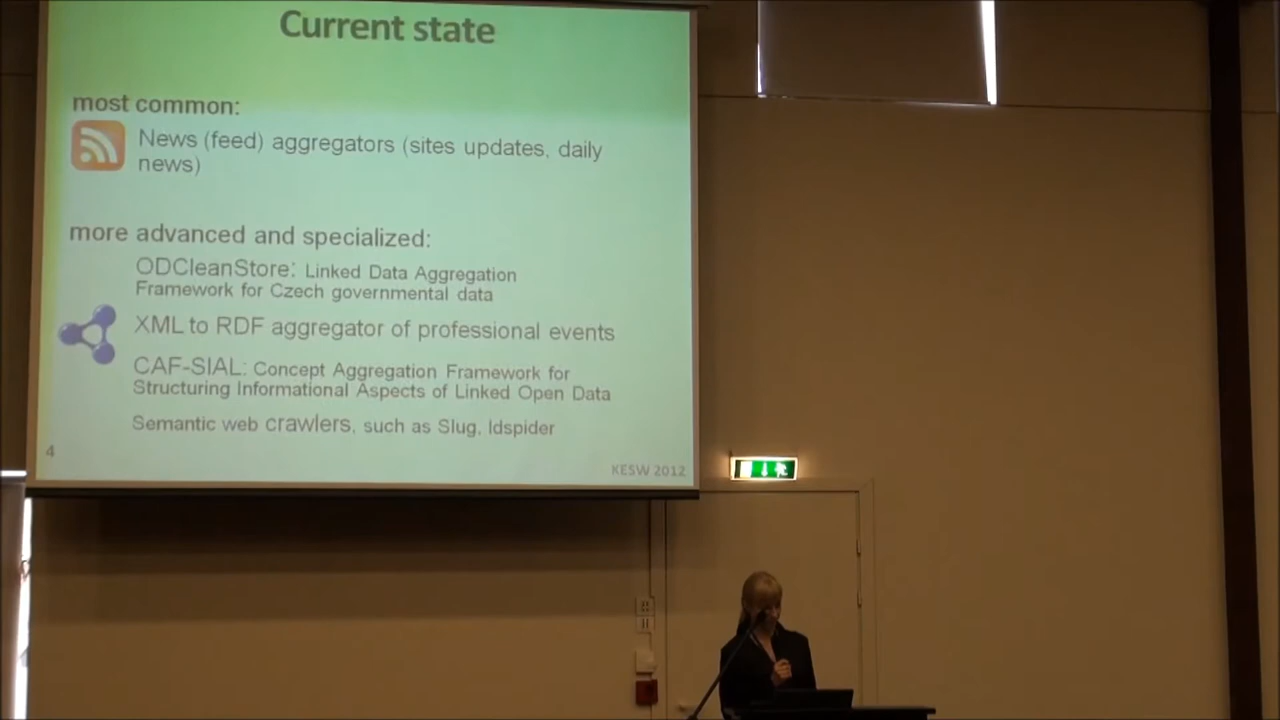 Current state
most common:
News (feed) aggregators (sites updates, daily
news)
more advanced and specialized:
ODCleanStore: Linked Data Aggregation
Framework for Czech governmental data
XML to RDF aggregator of professional events
CAF-SIAL: Concept Aggregation Framework for
Structuring Informational Aspects of Linked Open Data
Semantic web crawlers, such as Slug, ldspider
4
KESW 2012